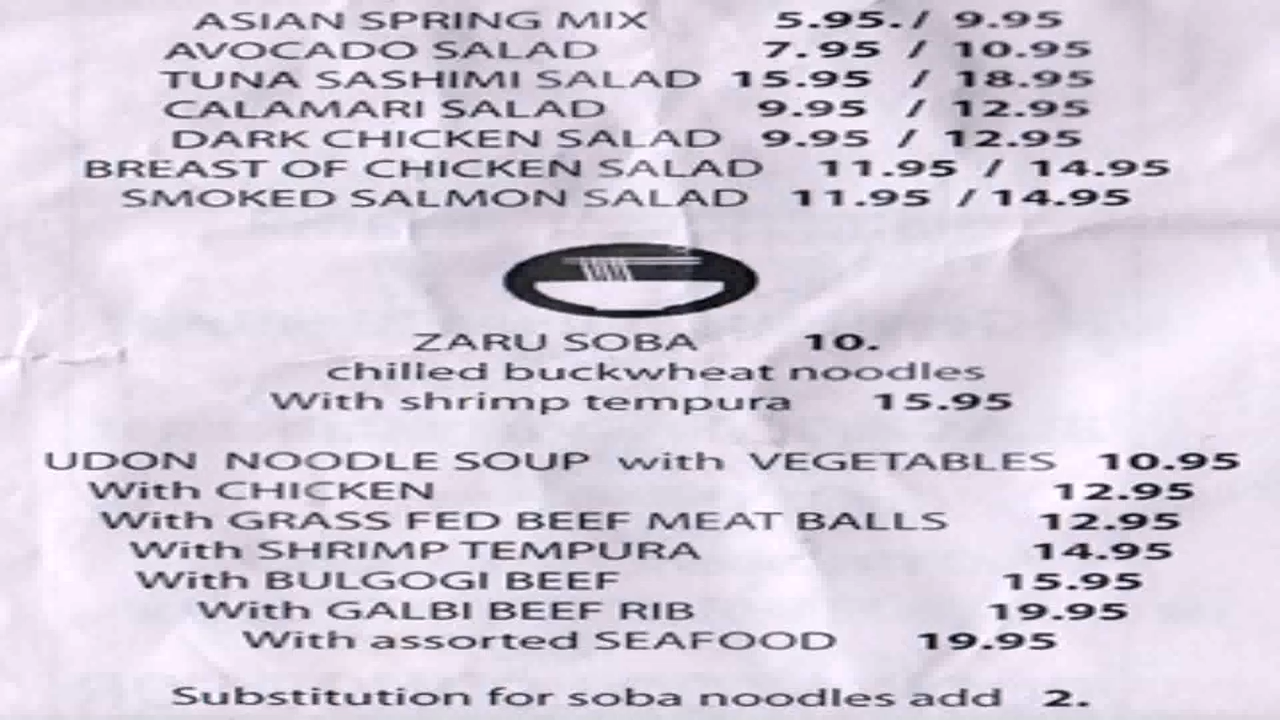 ASIAN SPRING MIX 5.95. / 9.95
AVOCADO SALAD 7.95 / 10.95
TUNA SASHIMI SALAD 15.95 / 18.95
CALAMARI SALAD 9.95 / 12.95
DARK CHICKEN SALAD 9.95 / 12.95
BREAST OF CHICKEN SALAD 11.95 / 14.95
SMOKED SALMON SALAD 11.95 / 14.95
ZARU SOBA 10.
chilled buckwheat noodles
With shrimp tempura 15.95
UDON NOODLE SOUP with VEGETABLES 10.95
With CHICKEN 12.95
With GRASS FED BEEF MEAT BALLS 12.95
With SHRIMP TEMPURA 14.95
With BULGOGI BEEF 15.95
With GALBI BEEF RIB 19.95
With assorted SEAFOOD 19.95
Substitution for soba noodles add 2.